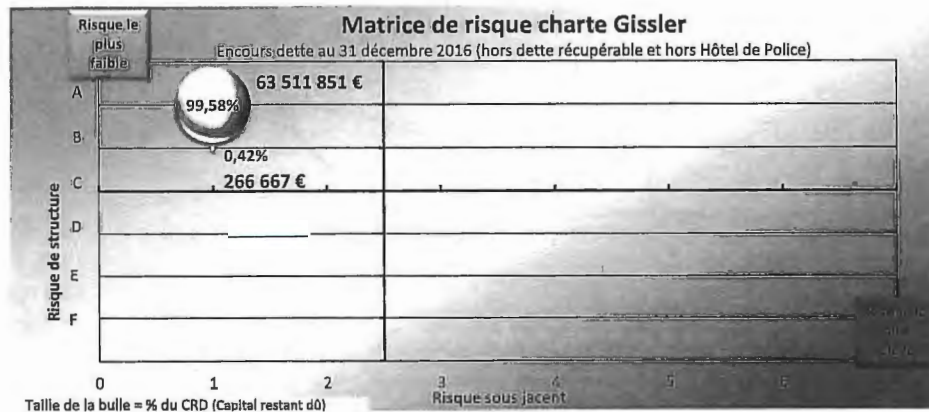 Matrice de risque charte Gissler
Encours dette au 31 décembre 2016 (hors dette récupérable et hors Hôtel de Police)
Risque le
plus
faible
63 511 851 €
99,58%
0,42%
266 667 €
Risque de structure
A
B
C
D
E
F
0 1 2 3 4 5 6
Risque sous jacent
Taille de la bulle = % du CRD (Capital restant dû)